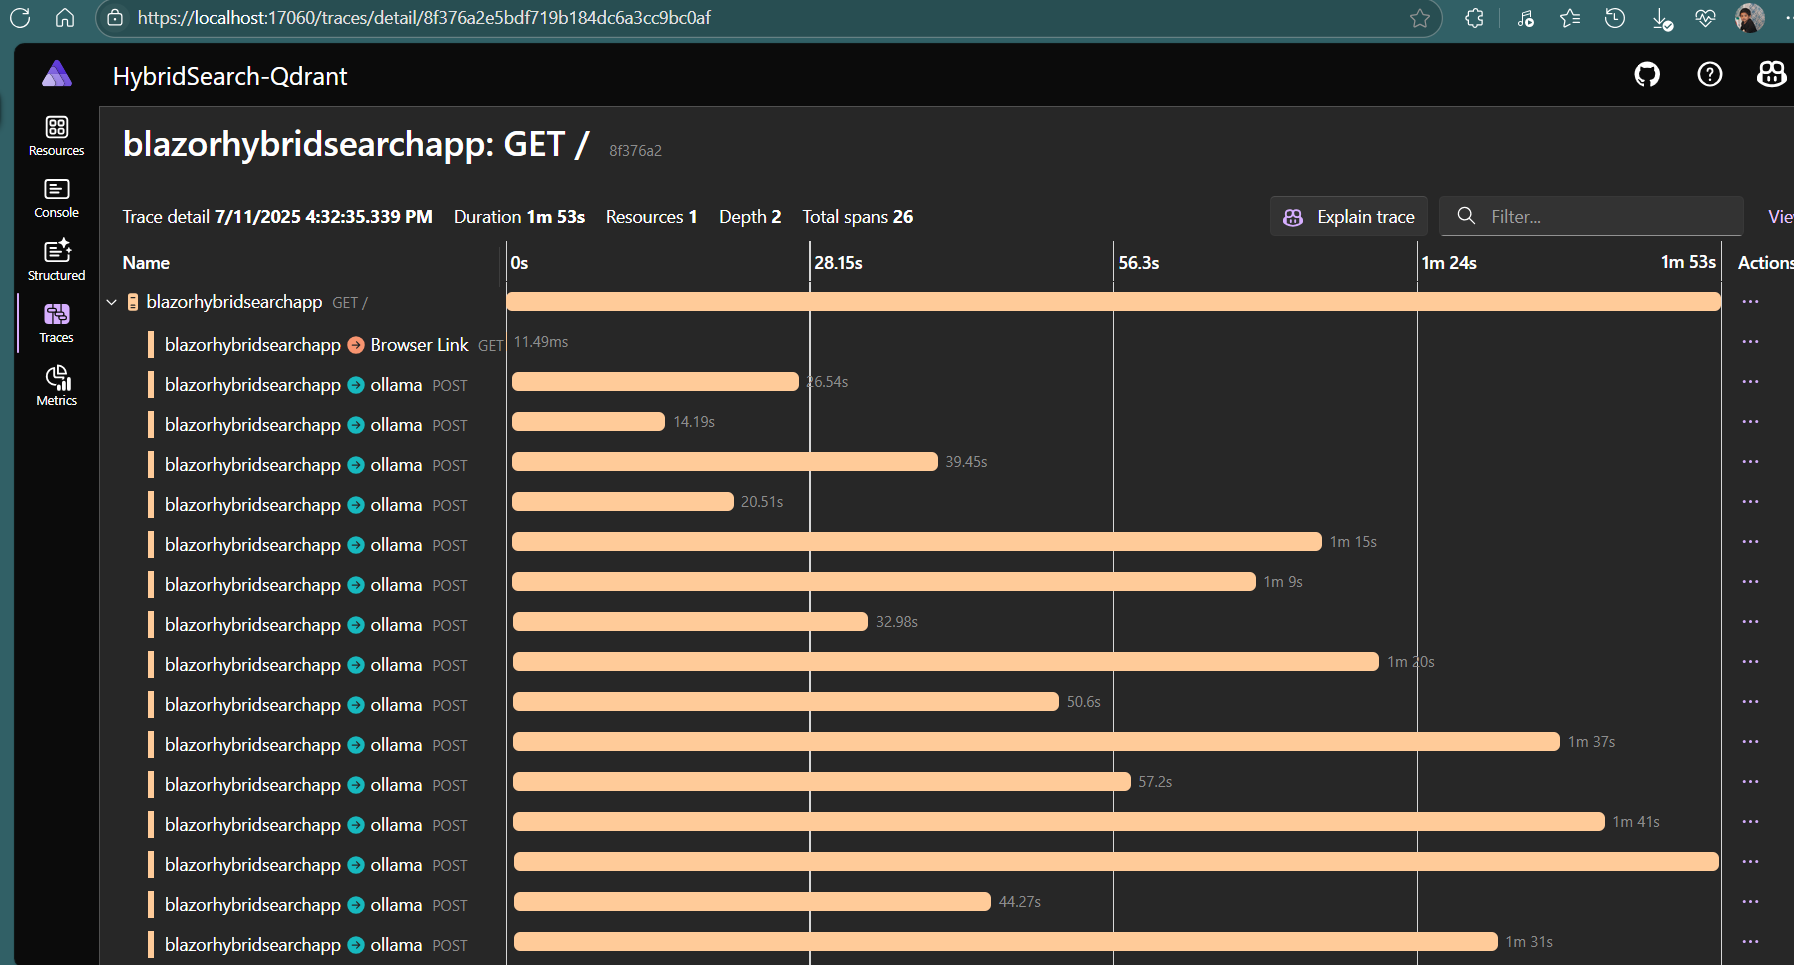 https://localhost:17060/traces/detail/8f376a2e5bdf719b184dc6a3cc9bc0af
HybridSearch-Qdrant
Resources
Console
Structured
Traces
Metrics
blazorhybridsearchapp: GET / 8f376a2
Trace detail 7/11/2025 4:32:35.339 PM Duration 1m 53s Resources 1 Depth 2 Total spans 26 Explain trace Filter... Vie
Name 0s 28.15s 56.3s 1m 24s 1m 53s Actions
blazorhybridsearchapp GET /
blazorhybridsearchapp Browser Link GET 11.49ms
blazorhybridsearchapp ollama POST 26.54s
blazorhybridsearchapp ollama POST 14.19s
blazorhybridsearchapp ollama POST 39.45s
blazorhybridsearchapp ollama POST 20.51s
blazorhybridsearchapp ollama POST 1m 15s
blazorhybridsearchapp ollama POST 1m 9s
blazorhybridsearchapp ollama POST 32.98s
blazorhybridsearchapp ollama POST 1m 20s
blazorhybridsearchapp ollama POST 50.6s
blazorhybridsearchapp ollama POST 1m 37s
blazorhybridsearchapp ollama POST 57.2s
blazorhybridsearchapp ollama POST 1m 41s
blazorhybridsearchapp ollama POST
blazorhybridsearchapp ollama POST 44.27s
blazorhybridsearchapp ollama POST 1m 31s